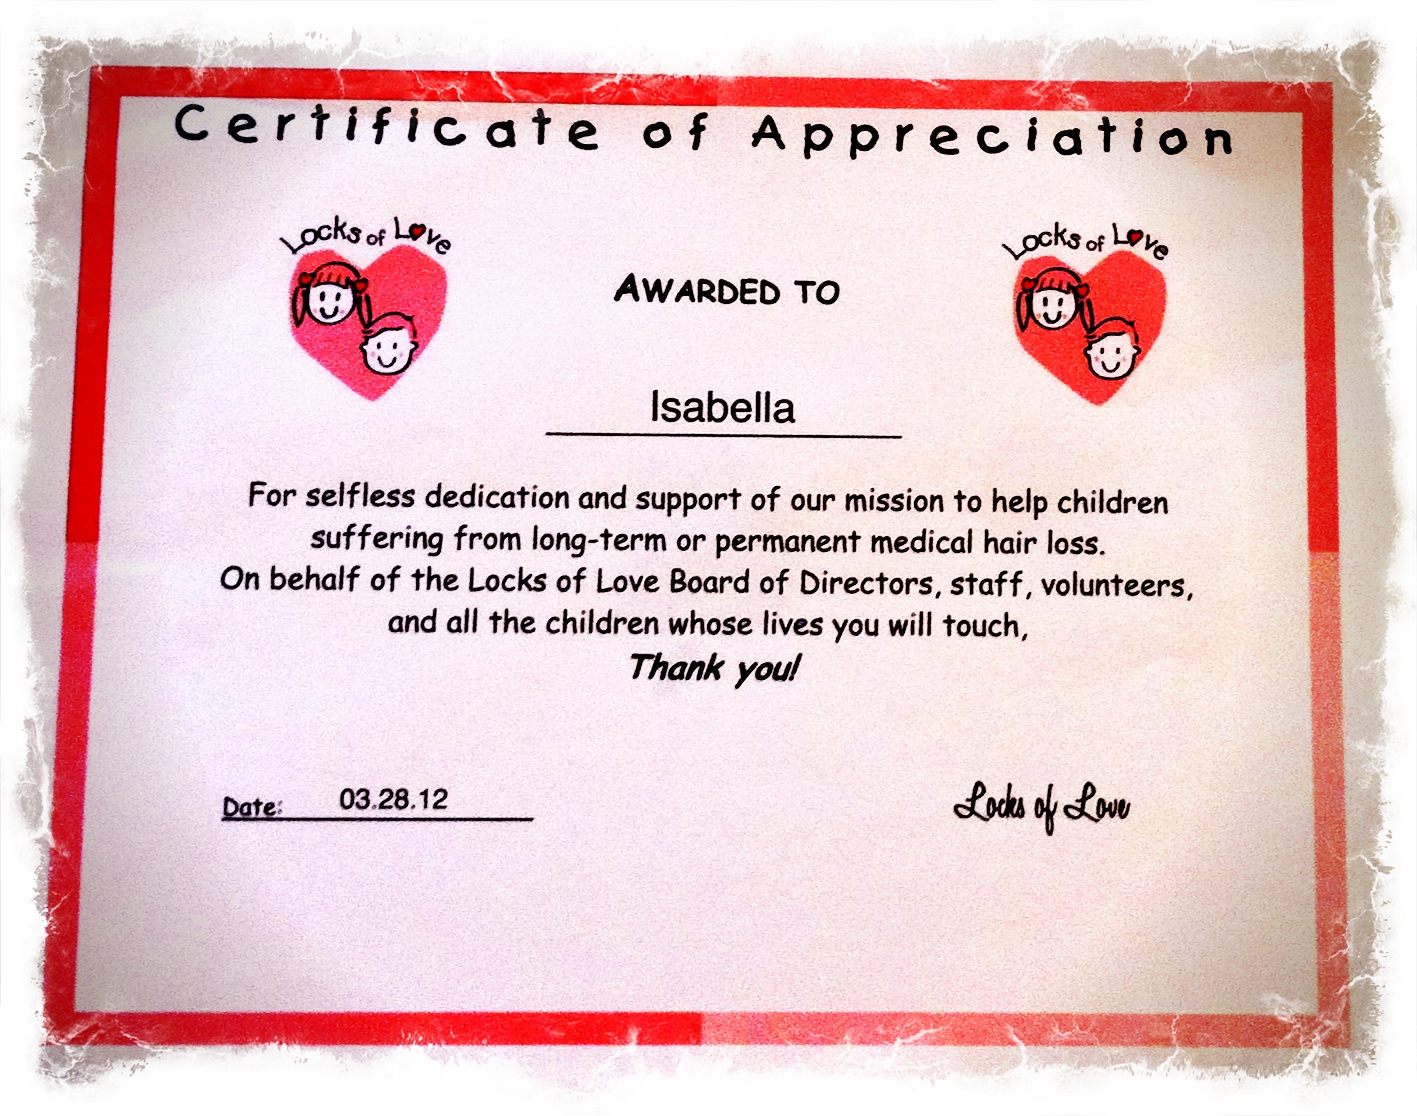 Certificate of Appreciation
Locks of Love
Locks of Love
AWARDED TO
Isabella
For selfless dedication and support of our mission to help children
suffering from long-term or permanent medical hair loss.
On behalf of the Locks of Love Board of Directors, staff, volunteers,
and all the children whose lives you will touch,
Thank you!
Date: 03.28.12
Locks of Love